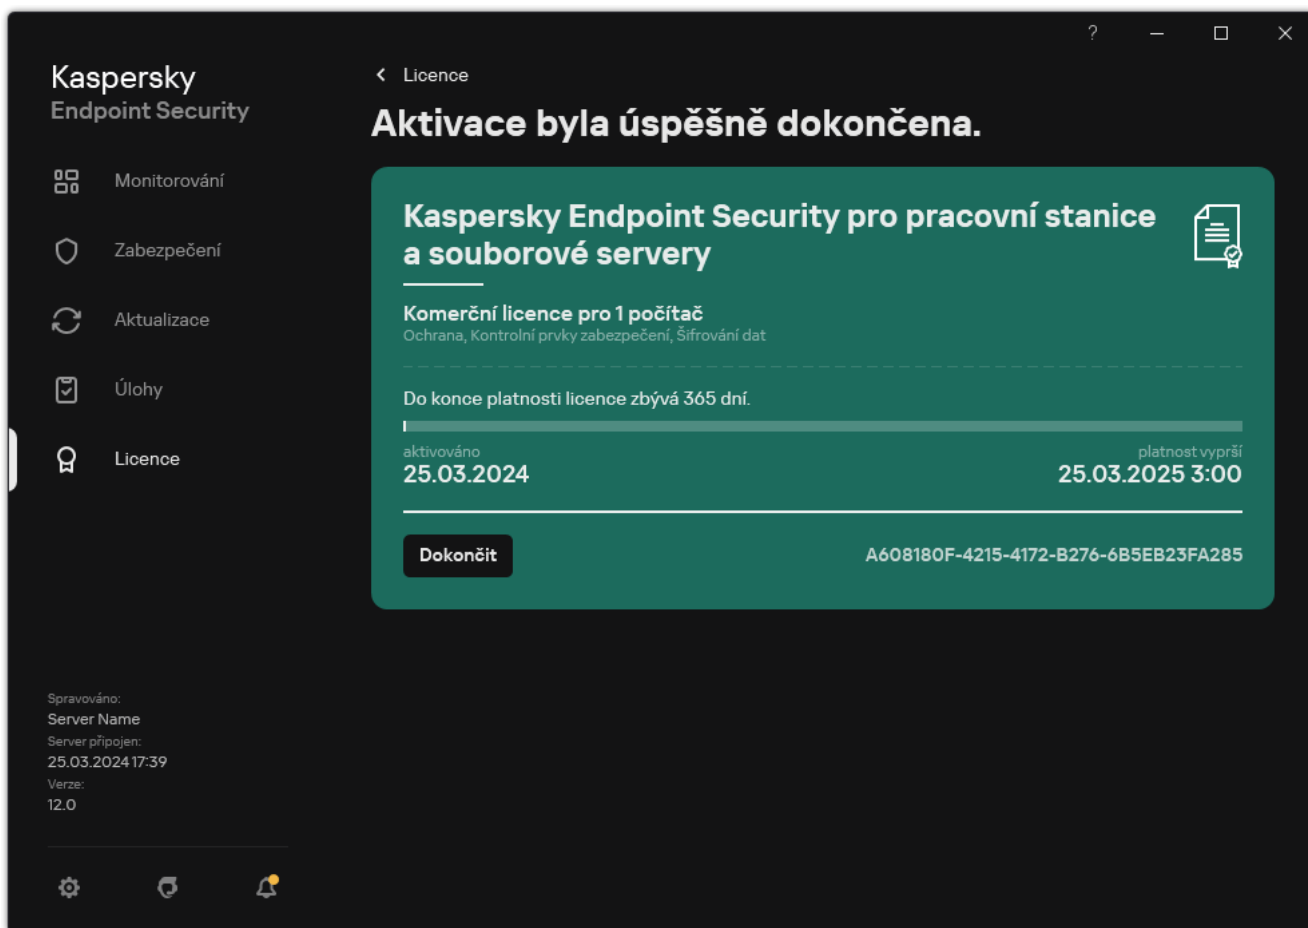 ?
Kaspersky
Endpoint Security
Monitorování
Zabezpečení
Aktualizace
Úlohy
Licence
Spravováno:
Server Name
Server připojen:
25.03.2024 17:39
Verze:
12.0
Licence
Aktivace byla úspěšně dokončena.
Kaspersky Endpoint Security pro pracovní stanice
a souborové servery
Komerční licence pro 1 počítač
Ochrana, Kontrolní prvky zabezpečení, Šifrování dat
Do konce platnosti licence zbývá 365 dní.
aktivováno
25.03.2024
platnost vyprší
25.03.2025 3:00
Dokončit
A608180F-4215-4172-B276-6B5EB23FA285